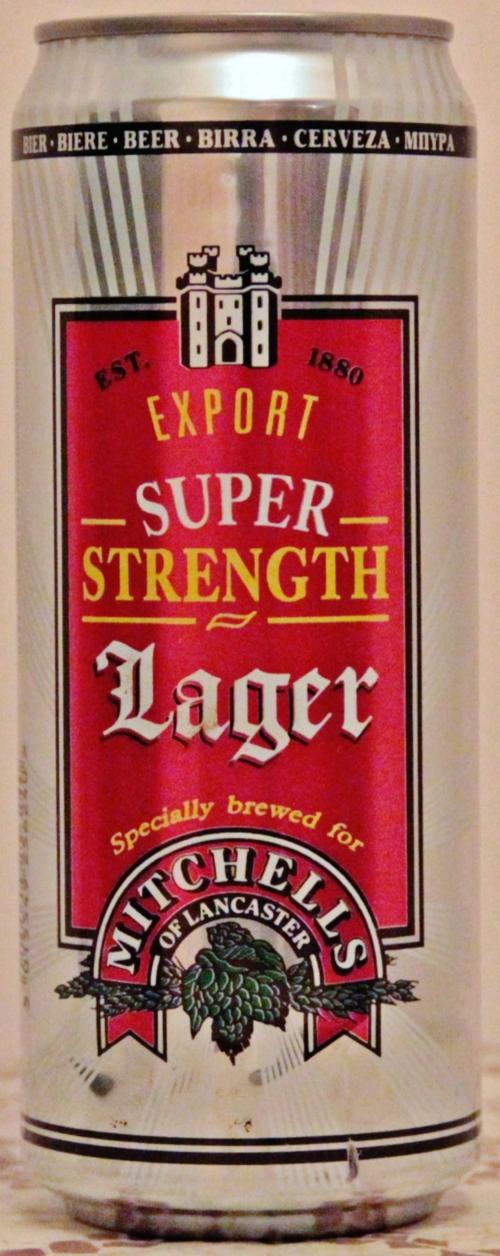 BIER · BIERE · BEER · BIRRA · CERVEZA · ΜΠΥΡΑ
EST. 1880
EXPORT
SUPER
STRENGTH
Lager
Specially brewed for
MITCHELLS
OF LANCASTER